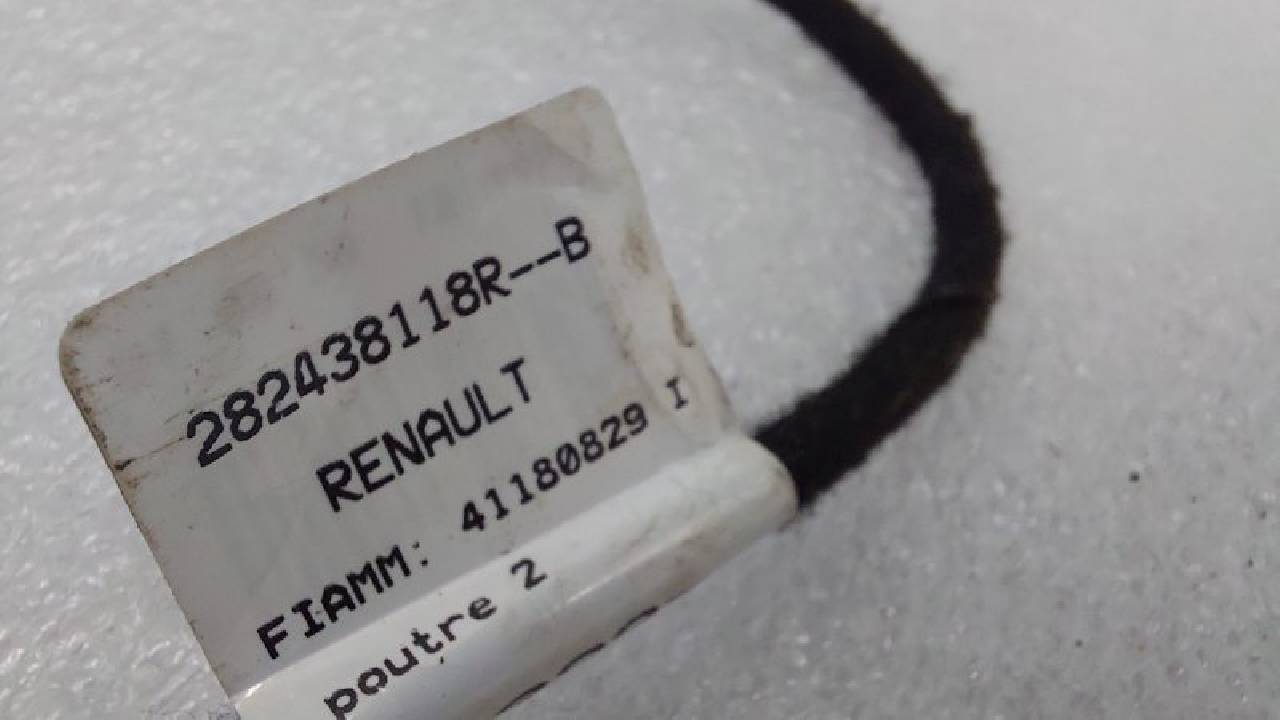 282438118R--B
RENAULT
FIAMM: 41180829 I
poutre 2